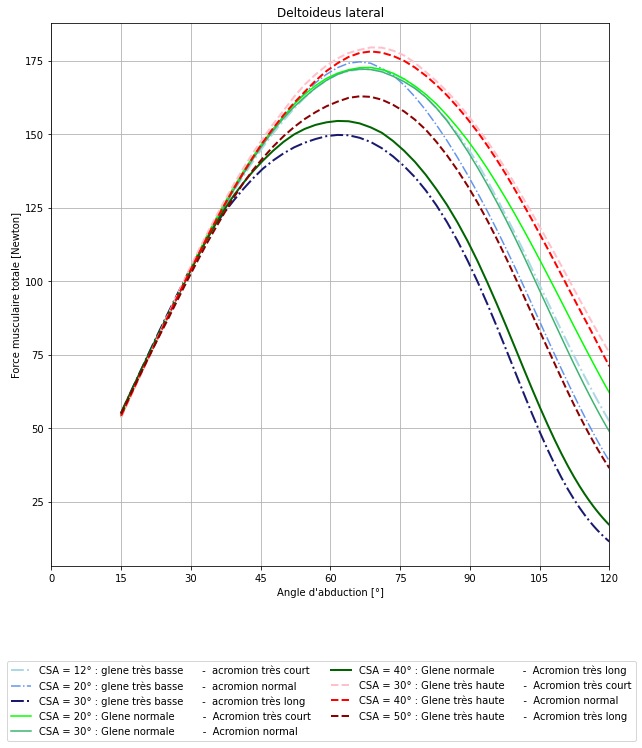 Deltoideus lateral
Force musculaire totale [Newton]
175
150
125
100
75
50
25
0 15 30 45 60 75 90 105 120
Angle d'abduction [°]
CSA = 12° : glene très basse - acromion très court
CSA = 20° : glene très basse - acromion normal
CSA = 30° : glene très basse - acromion très long
CSA = 20° : Glene normale - Acromion très court
CSA = 30° : Glene normale - Acromion normal
CSA = 40° : Glene normale - Acromion très long
CSA = 30° : Glene très haute - Acromion très court
CSA = 40° : Glene très haute - Acromion normal
CSA = 50° : Glene très haute - Acromion très long